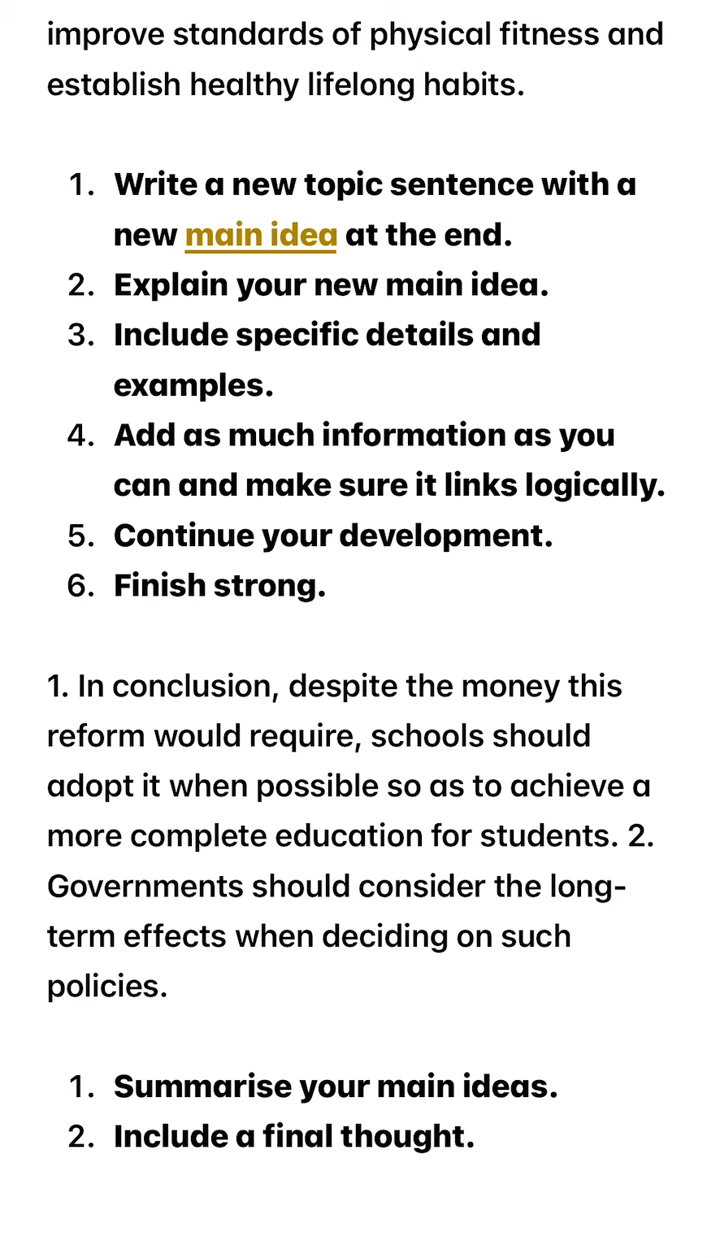 improve standards of physical fitness and
establish healthy lifelong habits.
1. Write a new topic sentence with a
new main idea at the end.
2. Explain your new main idea.
3. Include specific details and
examples.
4. Add as much information as you
can and make sure it links logically.
5. Continue your development.
6. Finish strong.
1. In conclusion, despite the money this
reform would require, schools should
adopt it when possible so as to achieve a
more complete education for students. 2.
Governments should consider the long-
term effects when deciding on such
policies.
1. Summarise your main ideas.
2. Include a final thought.